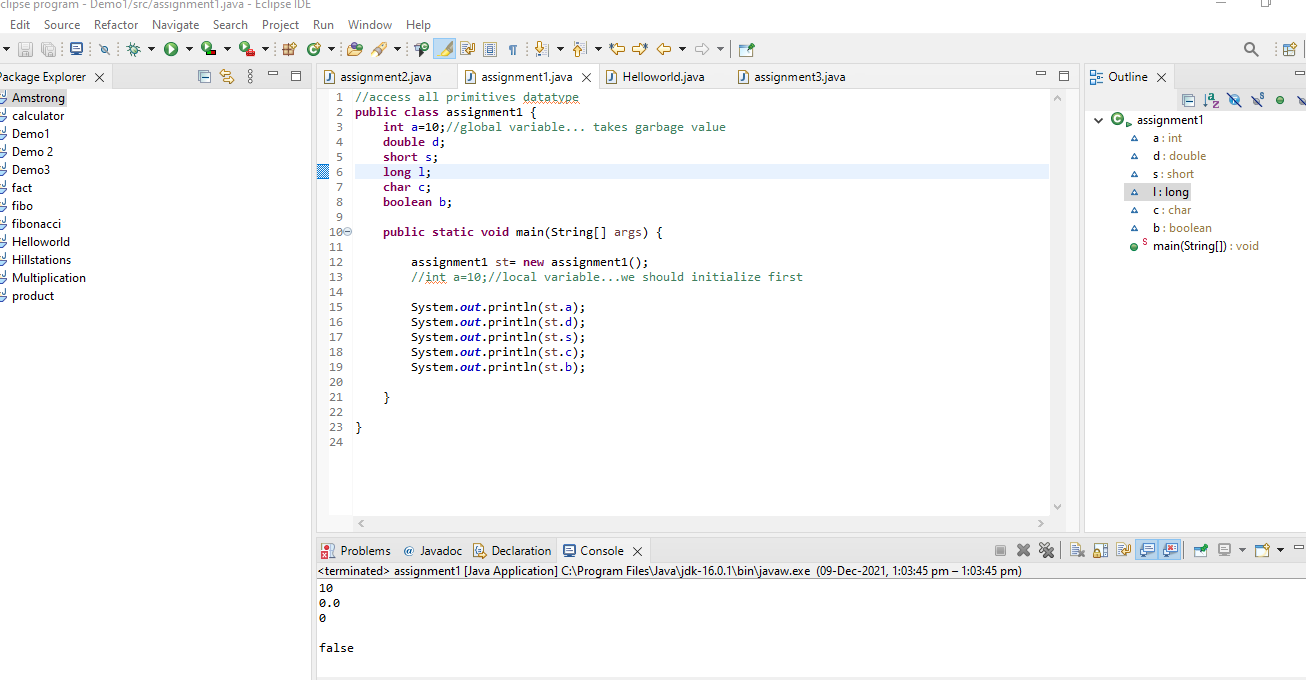 clipse program - Demo1/src/assignment1.java - Eclipse IDE
Edit Source Refactor Navigate Search Project Run Window Help
Package Explorer
Amstrong
calculator
Demo1
Demo 2
Demo3
fact
fibo
fibonacci
Helloworld
Hillstations
Multiplication
product
assignment2.java assignment1.java Helloworld.java assignment3.java
1 //access all primitives datatype
2 public class assignment1 {
3 int a=10;//global variable... takes garbage value
4 double d;
5 short s;
6 long l;
7 char c;
8 boolean b;
9
10 public static void main(String[] args) {
11
12 assignment1 st= new assignment1();
13 //int a=10;//local variable...we should initialize first
14
15 System.out.println(st.a);
16 System.out.println(st.d);
17 System.out.println(st.s);
18 System.out.println(st.c);
19 System.out.println(st.b);
20
21 }
22
23 }
24
Outline
assignment1
a : int
d : double
s : short
l : long
c : char
b : boolean
main(String[]) : void
Problems @ Javadoc Declaration Console
<terminated> assignment1 [Java Application] C:\Program Files\Java\jdk-16.0.1\bin\javaw.exe (09-Dec-2021, 1:03:45 pm – 1:03:45 pm)
10
0.0
0
false